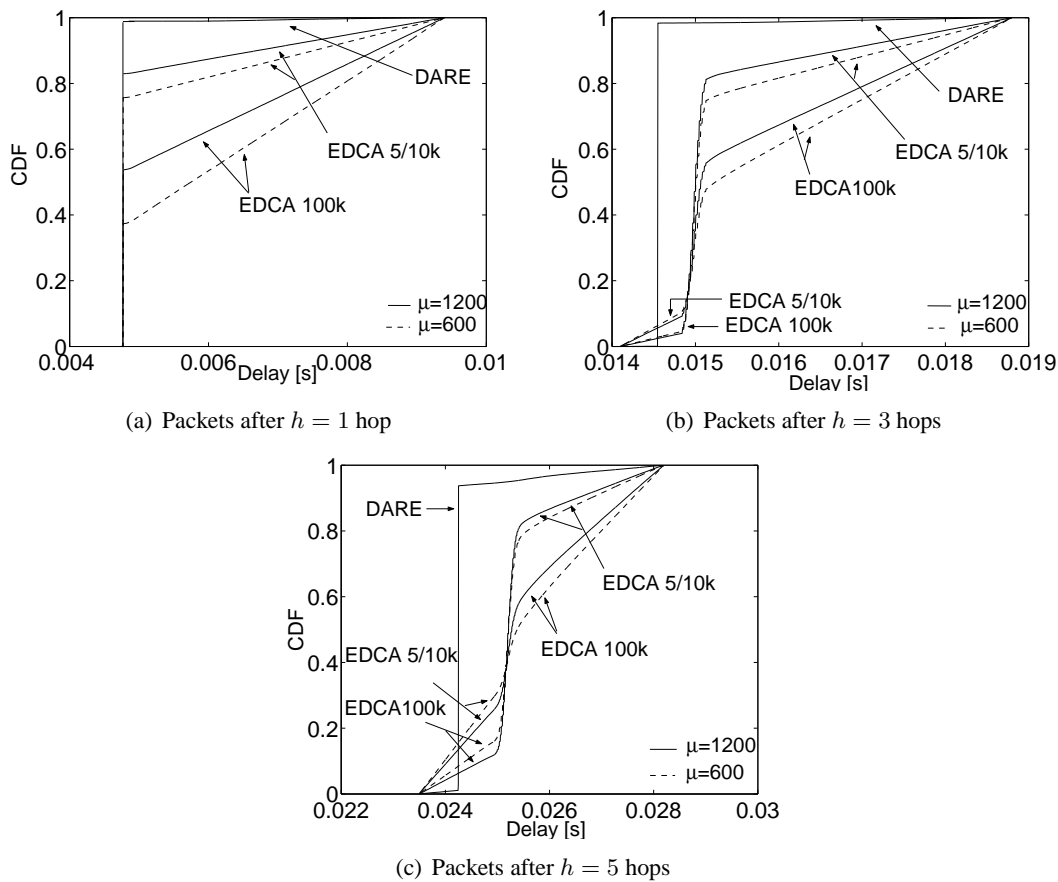 1
0.8
0.6
0.4
0.2
0
CDF
DARE
EDCA 5/10k
EDCA 100k
μ=1200
μ=600
0.004
0.006
0.008
0.01
Delay [s]
(a) Packets after h = 1 hop
1
0.8
0.6
0.4
0.2
0
CDF
DARE
EDCA 5/10k
EDCA100k
EDCA 5/10k
EDCA 100k
μ=1200
μ=600
0.014
0.015
0.016
0.017
0.018
0.019
Delay [s]
(b) Packets after h = 3 hops
1
0.8
0.6
0.4
0.2
0
CDF
DARE
EDCA 5/10k
EDCA 100k
EDCA 5/10k
EDCA100k
μ=1200
μ=600
0.022
0.024
0.026
0.028
0.03
Delay [s]
(c) Packets after h = 5 hops